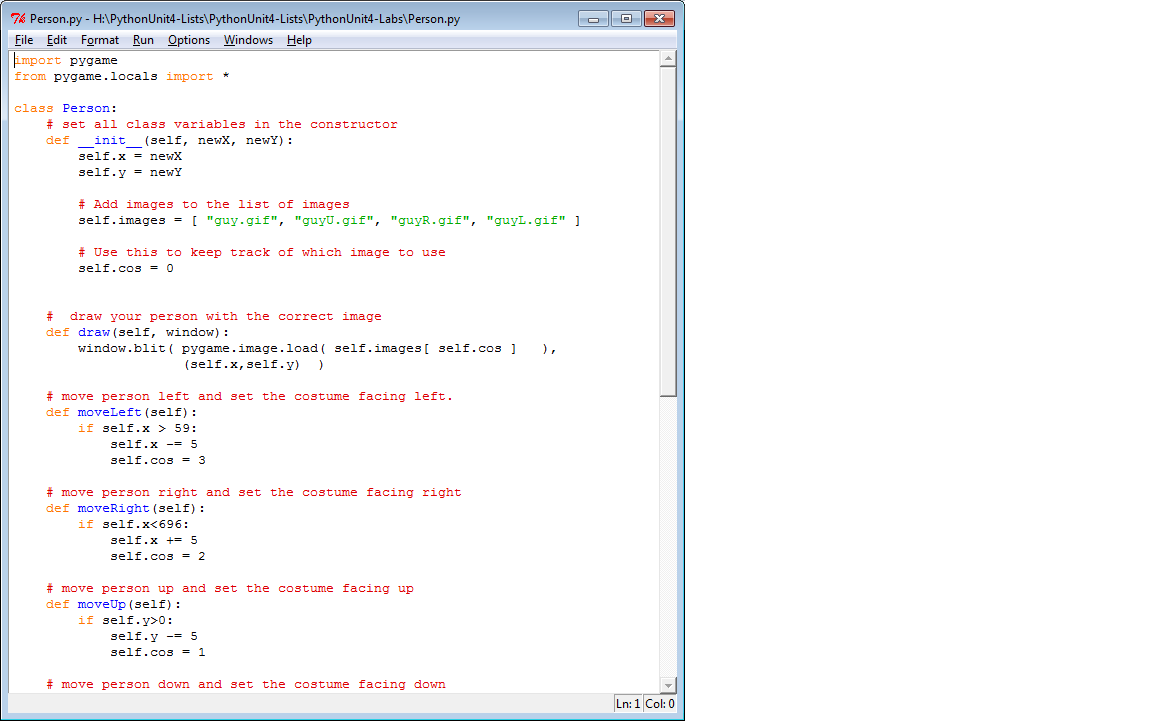 Person.py - H:\PythonUnit4-Lists\PythonUnit4-Lists\PythonUnit4-Labs\Person.py
File Edit Format Run Options Windows Help
import pygame
from pygame.locals import *

class Person:
    # set all class variables in the constructor
    def __init__(self, newX, newY):
        self.x = newX
        self.y = newY

        # Add images to the list of images
        self.images = [ "guy.gif", "guyU.gif", "guyR.gif", "guyL.gif" ]

        # Use this to keep track of which image to use
        self.cos = 0

    #  draw your person with the correct image
    def draw(self, window):
        window.blit( pygame.image.load( self.images[ self.cos ]   ),
                     (self.x,self.y)  )

    # move person left and set the costume facing left.
    def moveLeft(self):
        if self.x > 59:
            self.x -= 5
            self.cos = 3

    # move person right and set the costume facing right
    def moveRight(self):
        if self.x<696:
            self.x += 5
            self.cos = 2

    # move person up and set the costume facing up
    def moveUp(self):
        if self.y>0:
            self.y -= 5
            self.cos = 1

    # move person down and set the costume facing down
Ln: 1 Col: 0